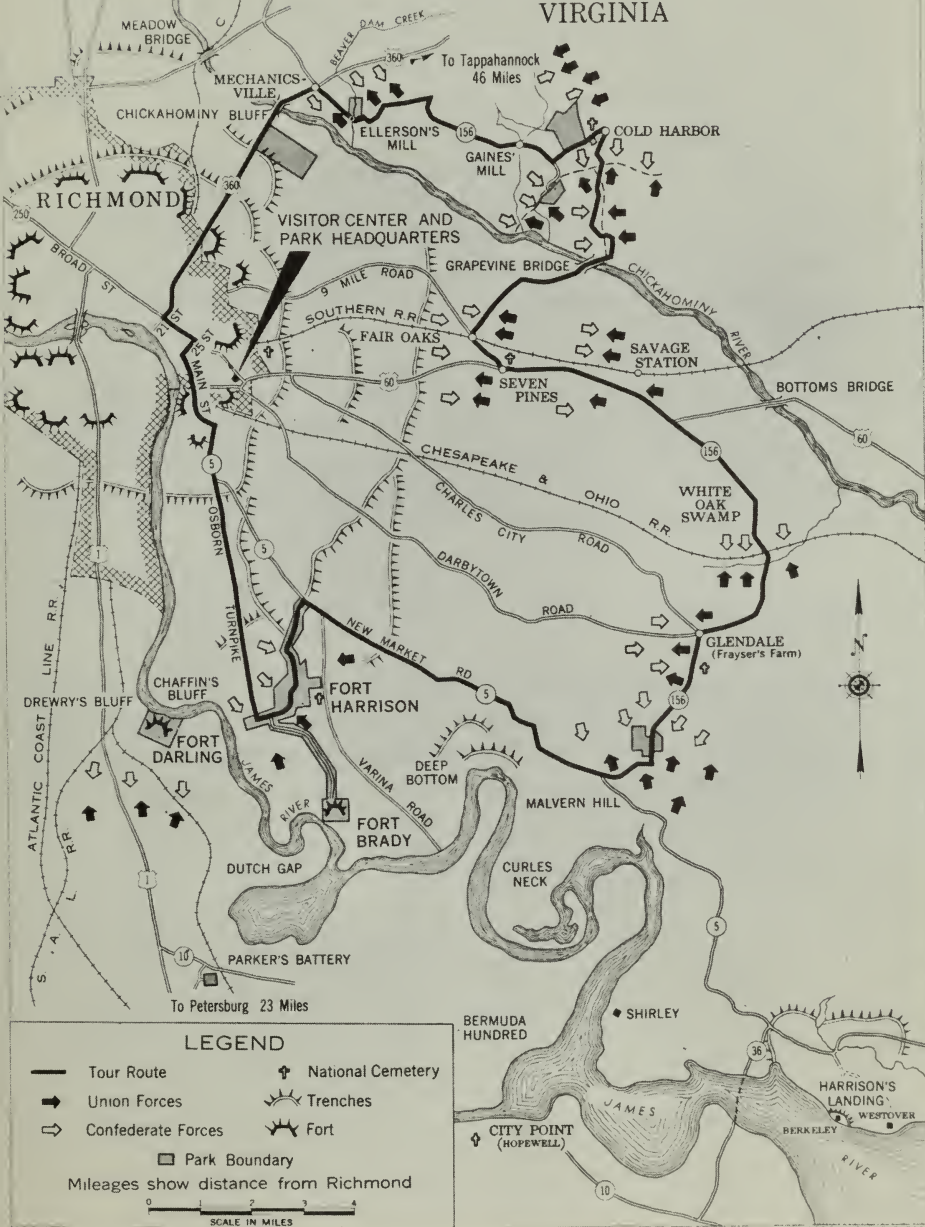 VIRGINIA
MEADOW
BRIDGE
C
BEAVER DAM CREEK
360
To Tappahannock
46 Miles
MECHANICS-
VILLE
CHICKAHOMINY BLUFF
ELLERSON'S
MILL
156
GAINES'
MILL
COLD HARBOR
RICHMOND
360
250
BROAD ST
VISITOR CENTER AND
PARK HEADQUARTERS
GRAPEVINE BRIDGE
CHICKAHOMINY
RIVER
9 MILE ROAD
SOUTHERN R.R.
21 ST
25 ST
MAIN ST
FAIR OAKS
SAVAGE
STATION
60
SEVEN
PINES
BOTTOMS BRIDGE
60
156
5
OSBORN
TURNPIKE
CHESAPEAKE & OHIO R.R.
WHITE
OAK
SWAMP
CHARLES CITY ROAD
5
DARBYTOWN ROAD
1
GLENDALE
(Frayser's Farm)
N
NEW MARKET RD
5
156
ATLANTIC COAST LINE R.R.
CHAFFIN'S
BLUFF
FORT
HARRISON
DREWRY'S BLUFF
FORT
DARLING
JAMES
RIVER
VARINA ROAD
DEEP
BOTTOM
MALVERN HILL
FORT
BRADY
DUTCH GAP
CURLES
NECK
S. A. L. RR
1
10
PARKER'S BATTERY
To Petersburg 23 Miles
5
BERMUDA
HUNDRED
SHIRLEY
36
HARRISON'S
LANDING
WESTOVER
BERKELEY
JAMES
RIVER
CITY POINT
(HOPEWELL)
10
LEGEND
Tour Route
National Cemetery
Union Forces
Trenches
Confederate Forces
Fort
Park Boundary
Mileages show distance from Richmond
0 1 2 3 4
SCALE IN MILES